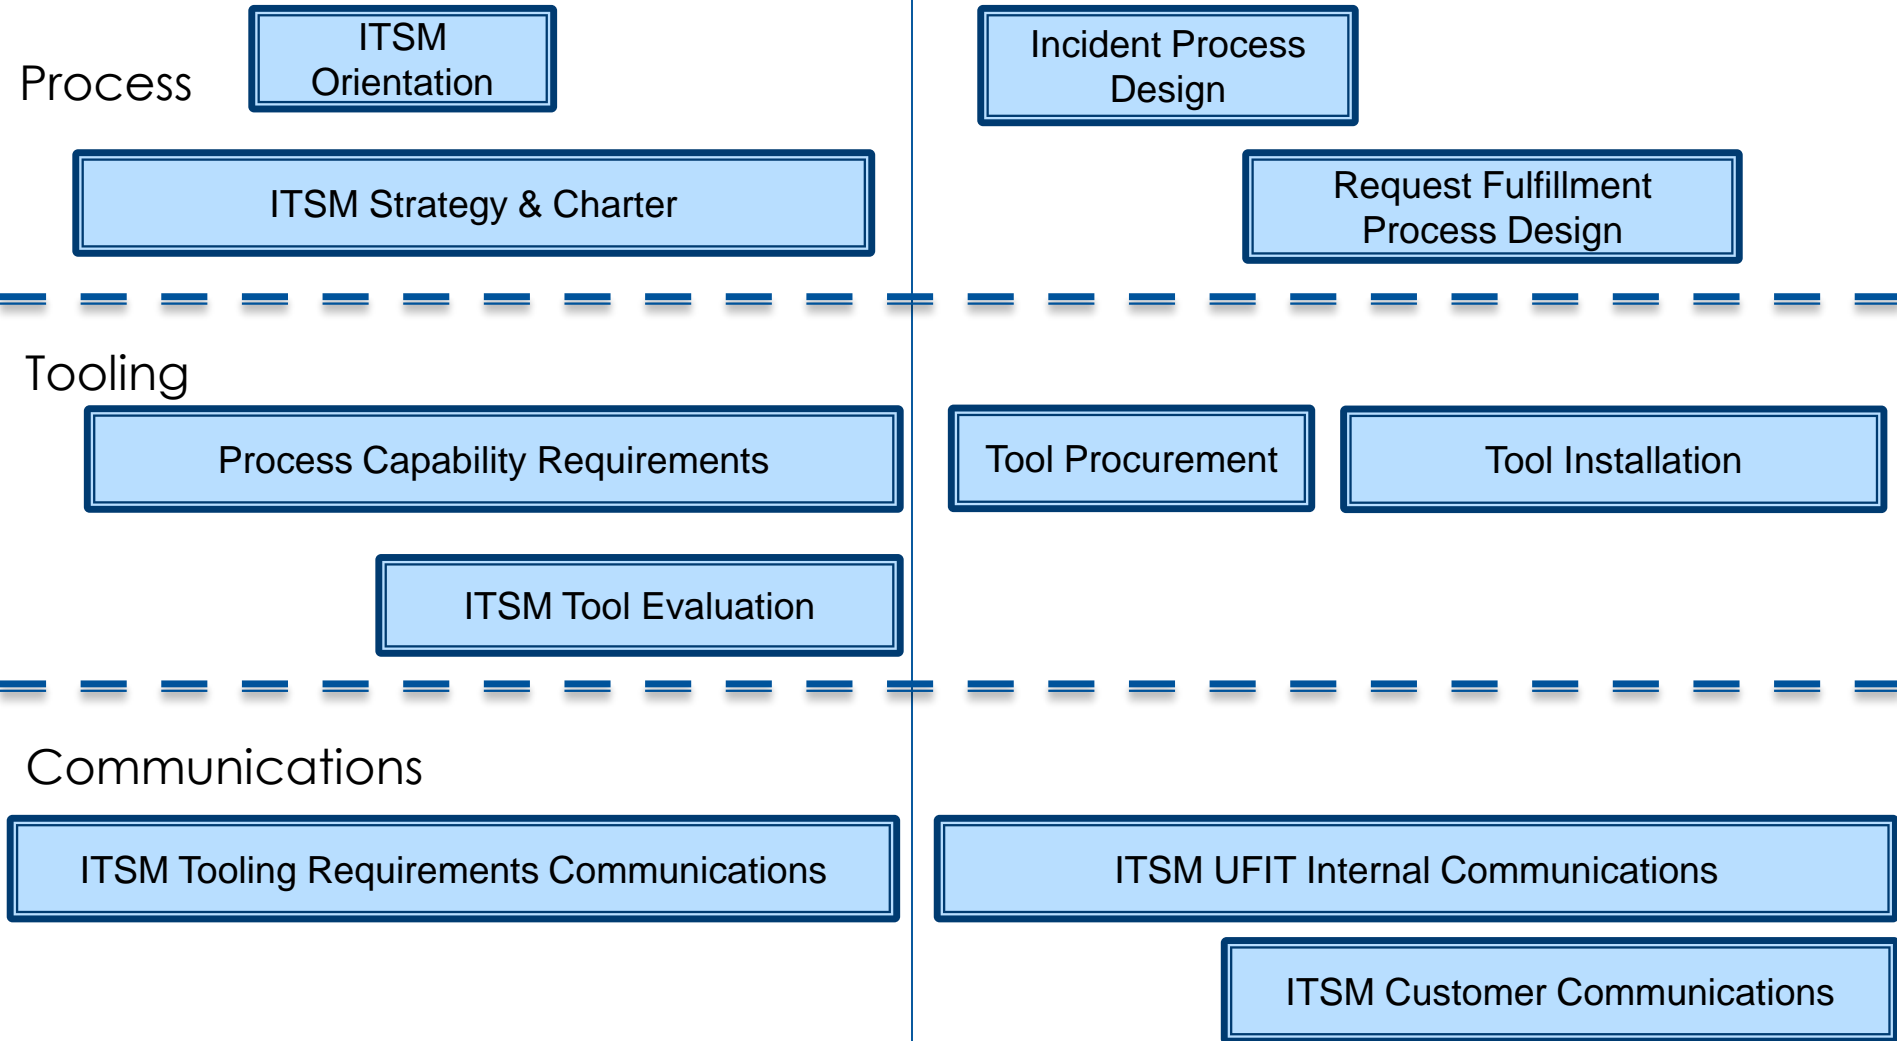 Process
ITSM
Orientation
ITSM Strategy & Charter
Incident Process
Design
Request Fulfillment
Process Design
Tooling
Process Capability Requirements
ITSM Tool Evaluation
Tool Procurement
Tool Installation
Communications
ITSM Tooling Requirements Communications
ITSM UFIT Internal Communications
ITSM Customer Communications